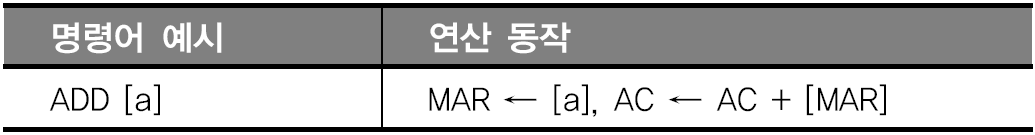 명령어 예시 연산 동작
ADD [a] MAR ← [a], AC ← AC + [MAR]